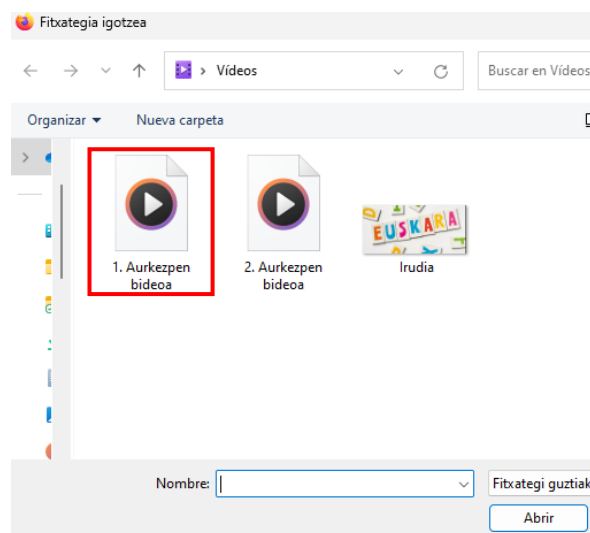 Fitxategia igotzea
Vídeos
Buscar en Vídeos
Organizar
Nueva carpeta
1. Aurkezpen
bideoa
2. Aurkezpen
bideoa
EUSKARA
Irudia
Nombre:
Fitxategi guztiak
Abrir